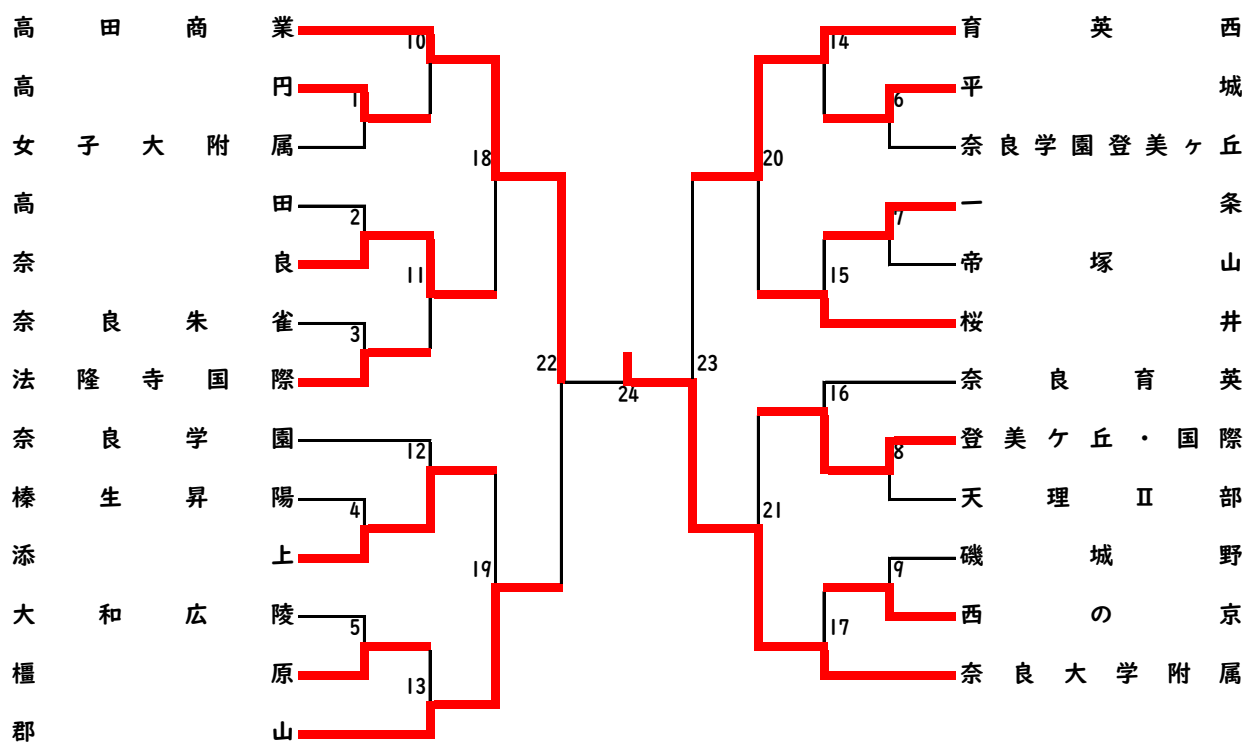 高田商業
育英西
10
14
高円
平城
1
6
女子大附属
奈良学園登美ヶ丘
18
20
高田
一条
2
7
奈良
帝塚山
11
15
奈良朱雀
桜井
3
22
23
法隆寺国際
奈良育英
24
16
奈良学園
登美ケ丘・国際
12
8
榛生昇陽
天理Ⅱ部
4
21
添上
磯城野
19
9
大和広陵
西の京
5
17
橿原
奈良大学附属
13
郡山